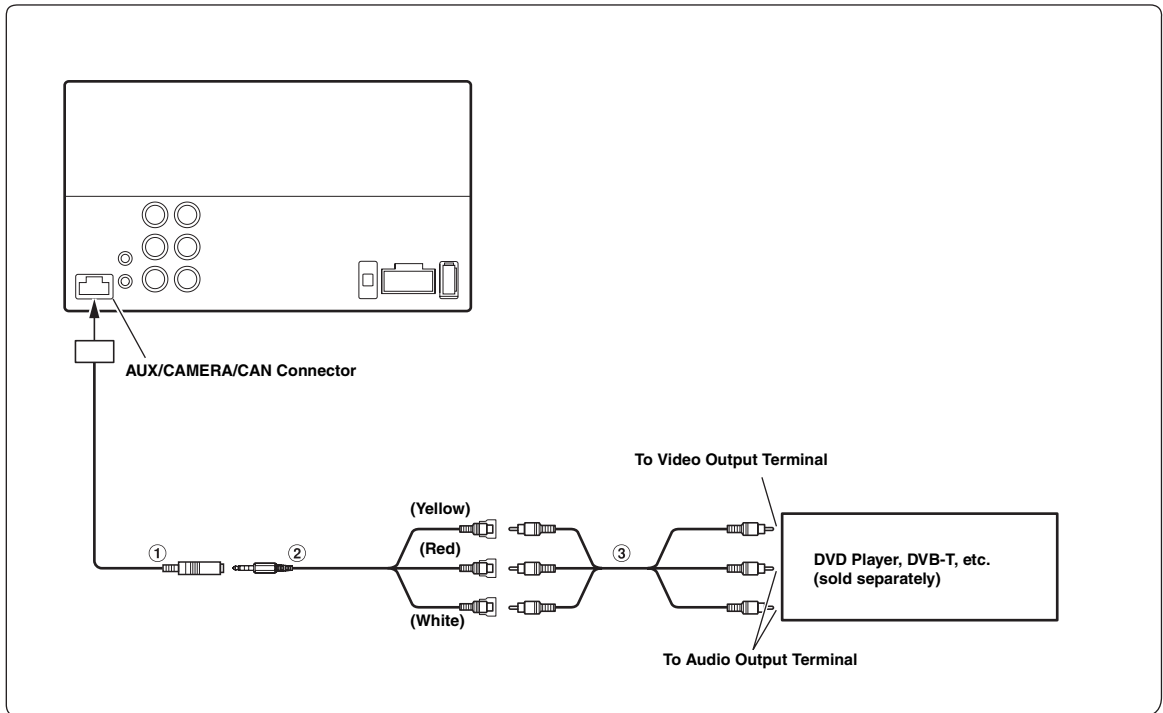 AUX/CAMERA/CAN Connector
To Video Output Terminal
(Yellow)
① ② (Red) ③
DVD Player, DVB-T, etc.
(sold separately)
(White)
To Audio Output Terminal